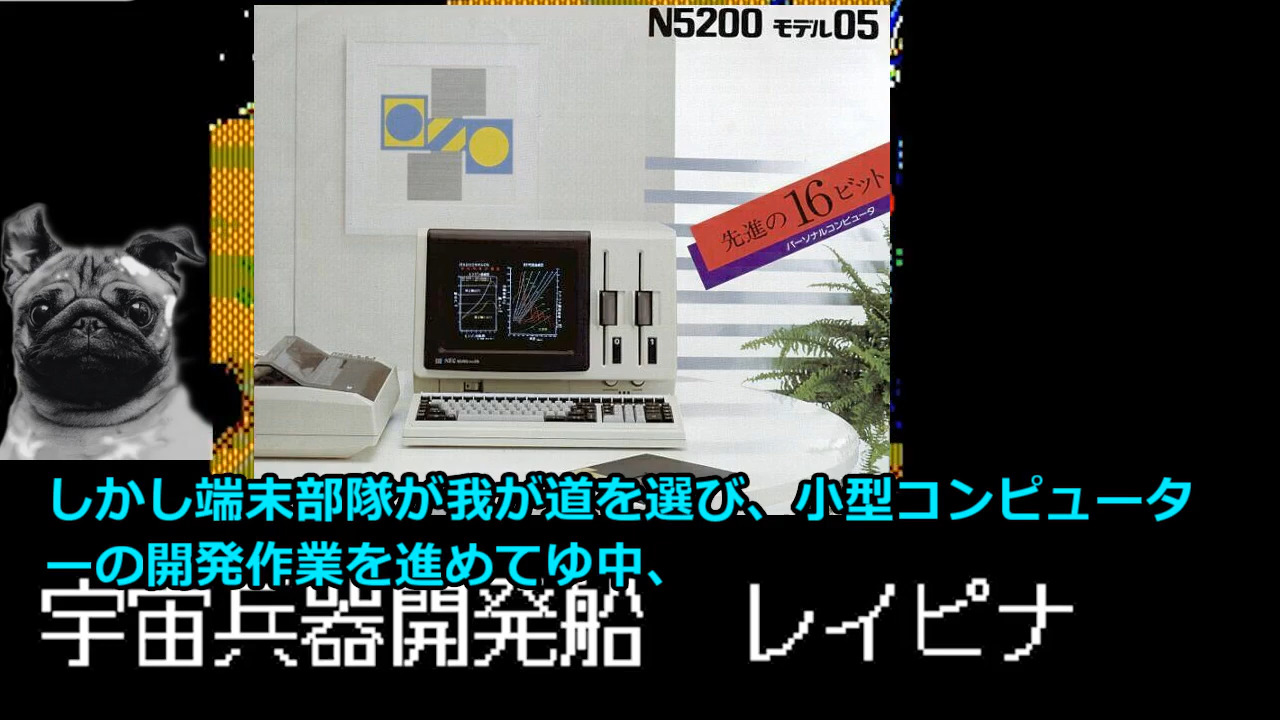 N5200 モデル05
先進の16ビット
パーソナルコンピュータ
NEC
0 1
しかし端末部隊が我が道を選び、小型コンピュータ
ーの開発作業を進めてゆ中、
宇宙兵器開発船 レイピナ